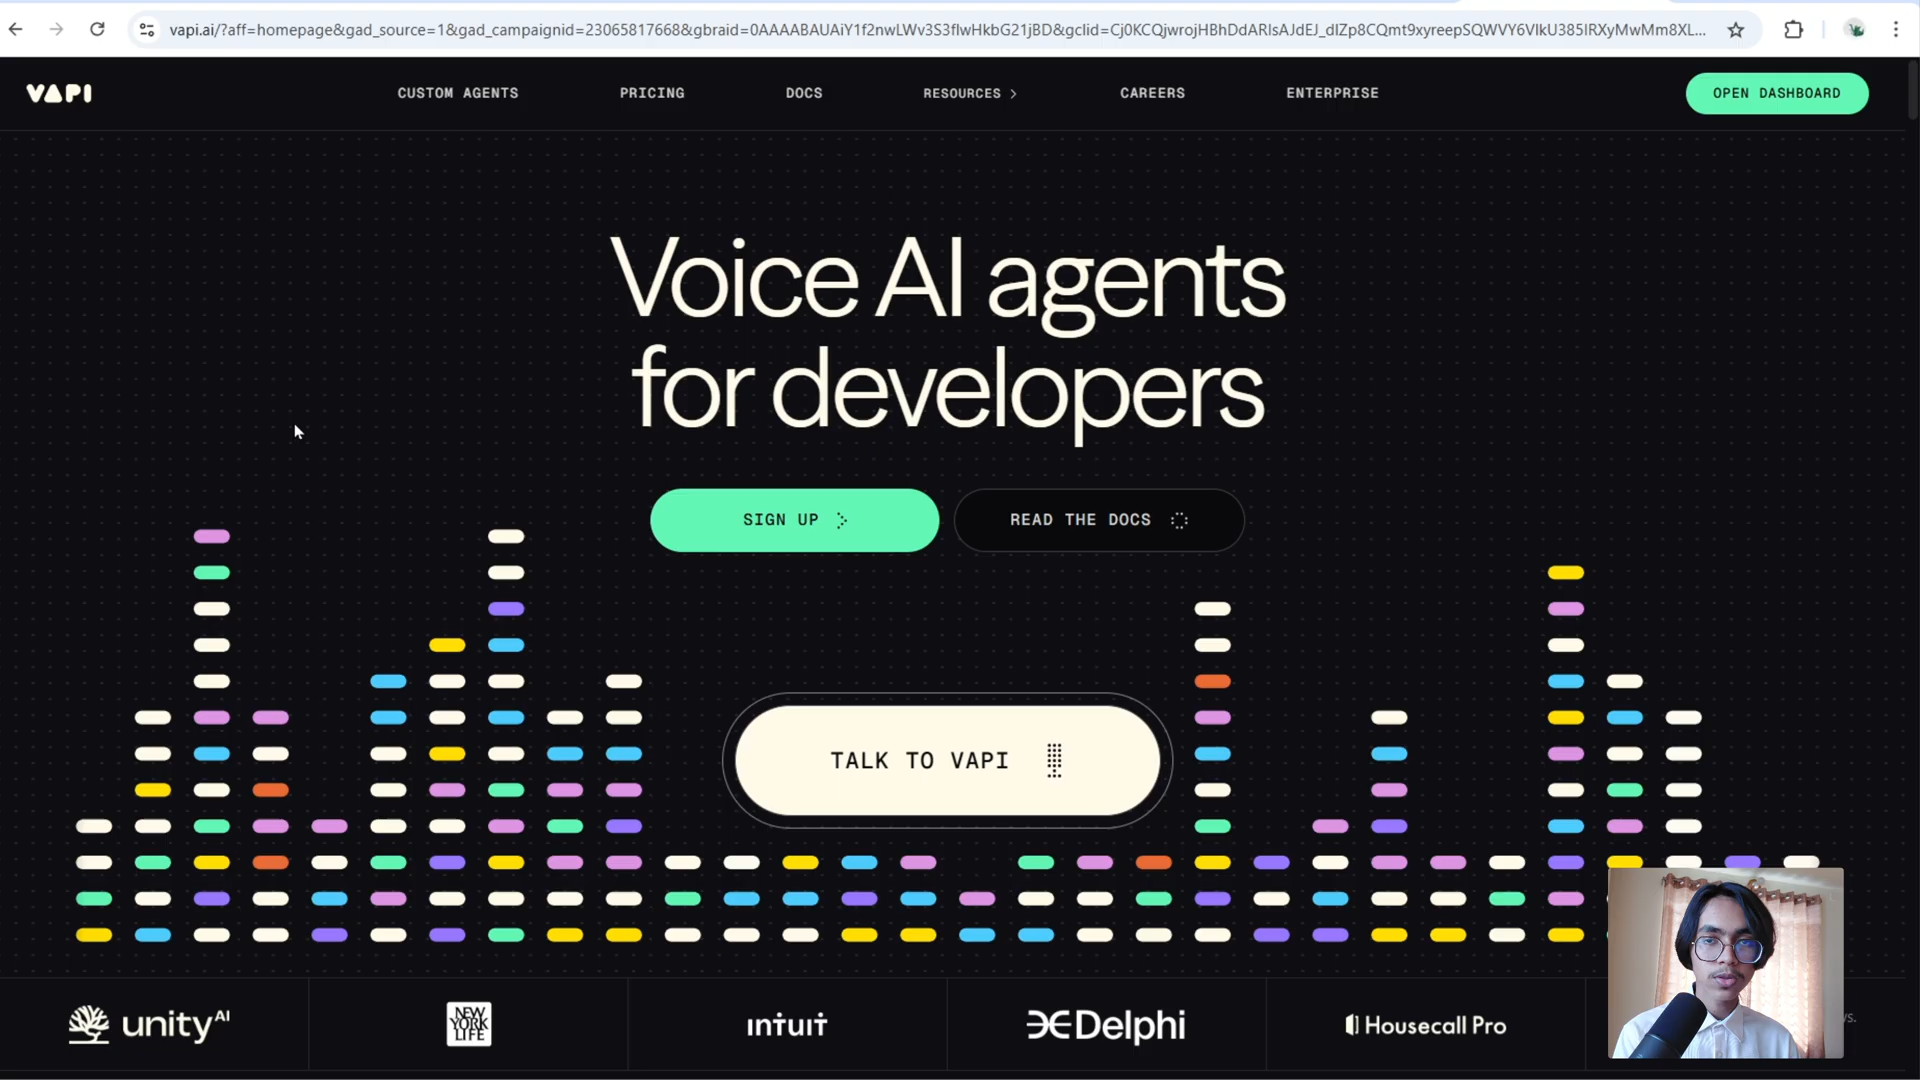 vapi.ai/?aff=homepage&gad_source=1&gad_campaignid=23065817668&gbraid=0AAAABAUAiY1f2nwLWv3S3flwHkbG21jBD&gclid=Cj0KCQjwrojHBhDdARIsAJdEJ_dIZp8CQmt9xyreepSQWVY6VlkU385IRXyMwMm8XL...
VAPI
CUSTOM AGENTS
PRICING
DOCS
RESOURCES
CAREERS
ENTERPRISE
OPEN DASHBOARD
Voice AI agents
for developers
SIGN UP
READ THE DOCS
TALK TO VAPI
unity AI
NEW YORK LIFE
intuit
Delphi
Housecall Pro